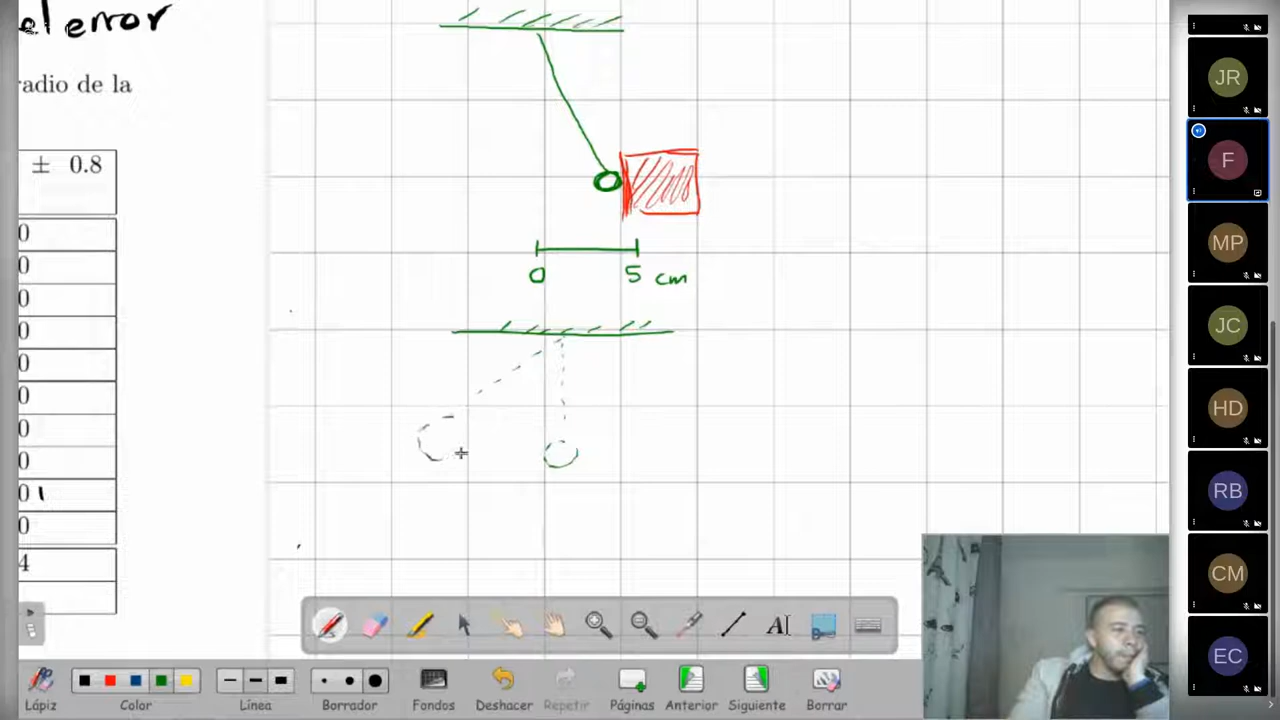 el error
radio de la
± 0.8
0
0
0
0
0
0
0
0
0 1
0
4
0 5 cm
JR
F
MP
JC
HD
RB
CM
EC
Lápiz Color Línea Borrador Fondos Deshacer Repetir Páginas Anterior Siguiente Borrar